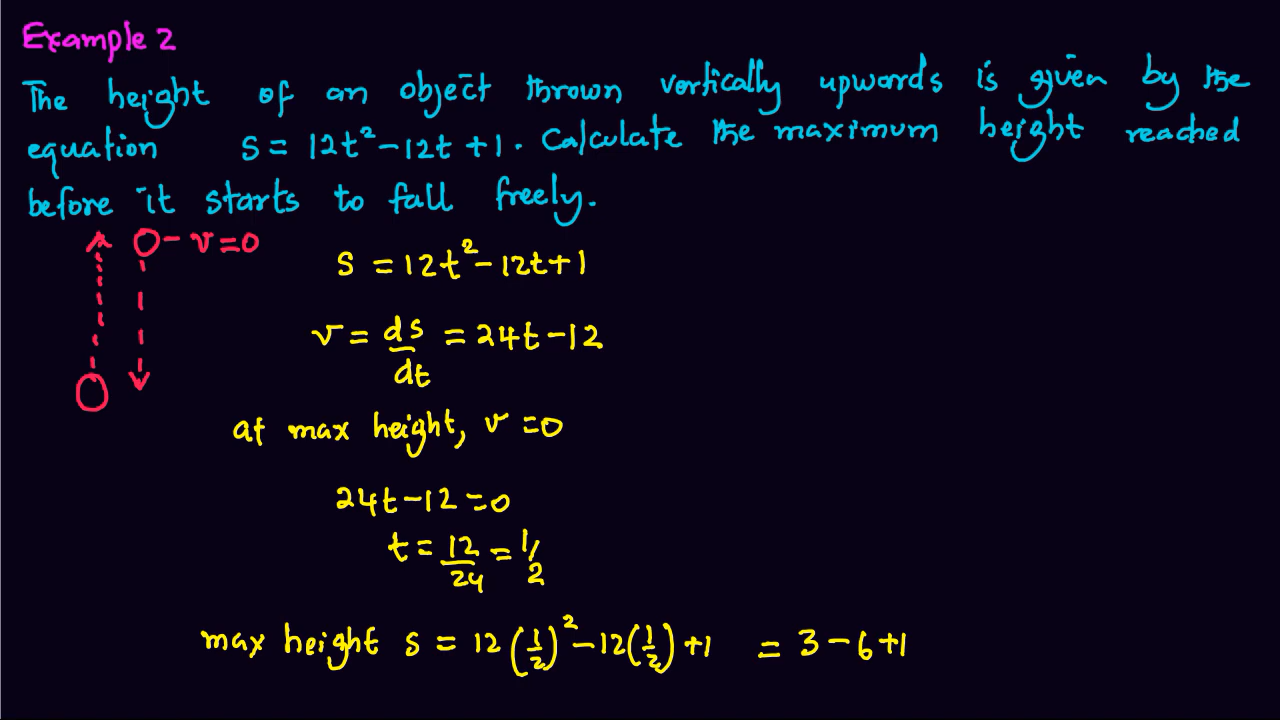 Example 2
The height of an object thrown vertically upwards is given by the
equation s = 12t² - 12t + 1. Calculate the maximum height reached
before it starts to fall freely.
v = 0
s = 12t² - 12t + 1
v = ds/dt = 24t - 12
at max height, v = 0
24t - 12 = 0
t = 12/24 = 1/2
max height s = 12(1/2)² - 12(1/2) + 1 = 3 - 6 + 1